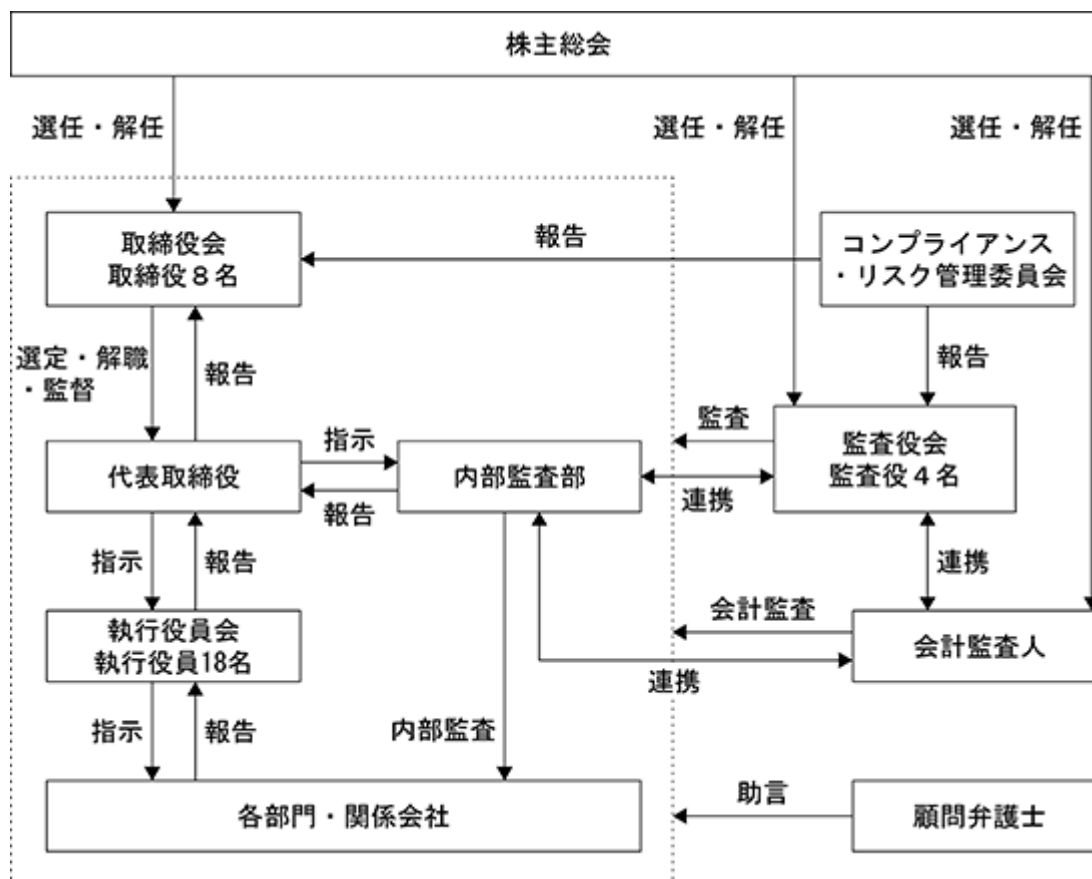 株主総会
選任・解任
選任・解任
選任・解任
取締役会
取締役8名
報告
コンプライアンス
・リスク管理委員会
選定・解職
・監督
報告
報告
監査
監査役会
監査役4名
指示
代表取締役
内部監査部
報告
連携
指示
報告
連携
会計監査
執行役員会
執行役員18名
会計監査人
連携
指示
報告
内部監査
助言
各部門・関係会社
顧問弁護士